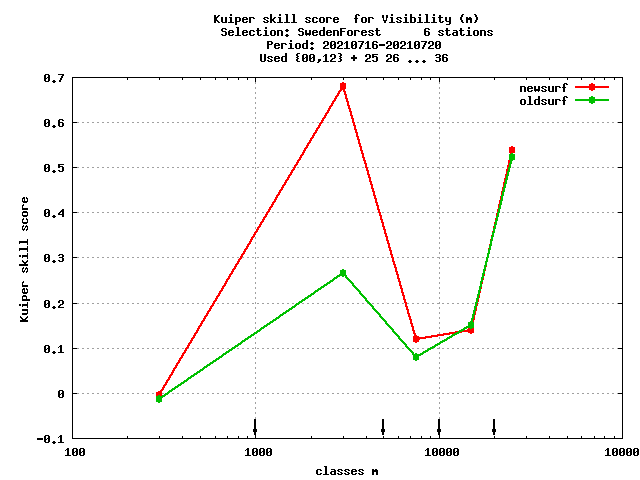 Kuiper skill score  for Visibility (m)
Selection: SwedenForest      6 stations
Period: 20210716-20210720
Used {00,12} + 25 26 ... 36
newsurf
oldsurf
0.7
0.6
0.5
0.4
0.3
0.2
0.1
0
-0.1
Kuiper skill score
100 1000 10000 10000
classes m